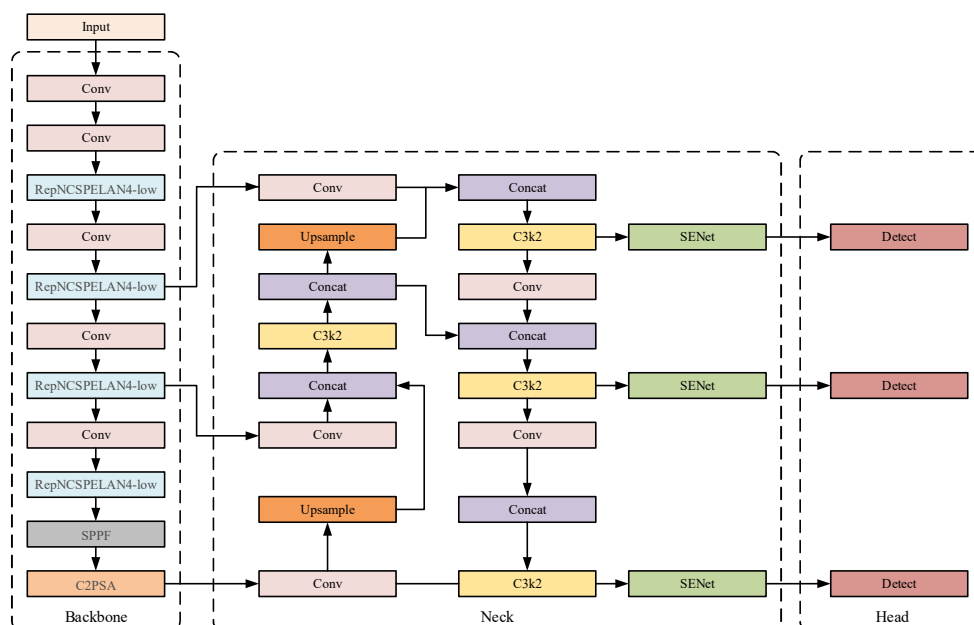 Input
Conv
Conv
RepNCSPELAN4-low
Conv
RepNCSPELAN4-low
Conv
RepNCSPELAN4-low
Conv
RepNCSPELAN4-low
SPPF
C2PSA
Backbone
Conv
Upsample
Concat
C3k2
Concat
Conv
Upsample
Conv
Concat
C3k2
Conv
Concat
C3k2
Conv
Concat
C3k2
SENet
SENet
SENet
Neck
Detect
Detect
Detect
Head